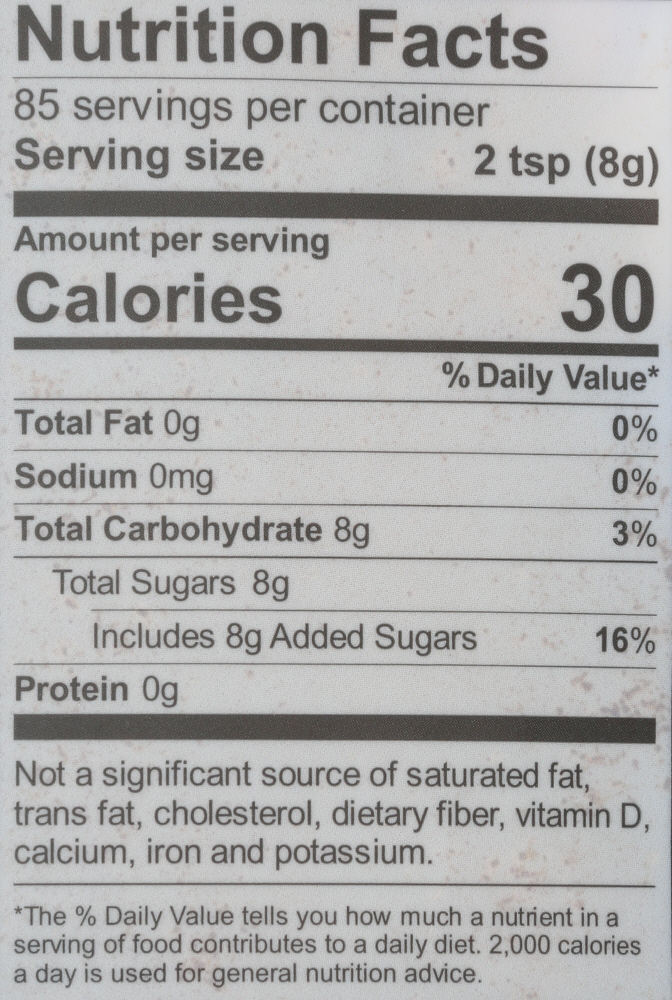 Nutrition Facts
85 servings per container
Serving size 2 tsp (8g)
Amount per serving
Calories 30
% Daily Value*
Total Fat 0g 0%
Sodium 0mg 0%
Total Carbohydrate 8g 3%
Total Sugars 8g
Includes 8g Added Sugars 16%
Protein 0g
Not a significant source of saturated fat,
trans fat, cholesterol, dietary fiber, vitamin D,
calcium, iron and potassium.
*The % Daily Value tells you how much a nutrient in a
serving of food contributes to a daily diet. 2,000 calories
a day is used for general nutrition advice.